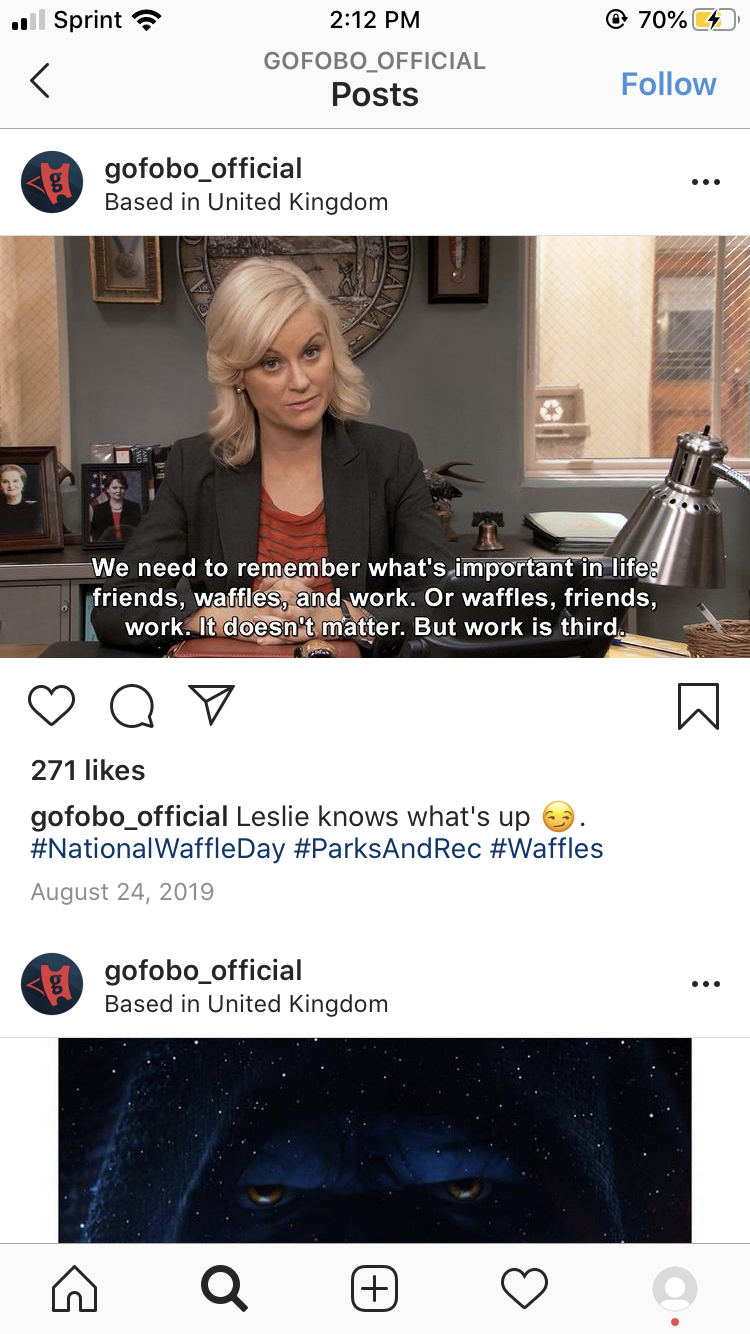 Sprint 2:12 PM 70%
GOFOBO_OFFICIAL
Posts
Follow
g
gofobo_official
Based in United Kingdom
DIANA
We need to remember what's important in life:
friends, waffles, and work. Or waffles, friends,
work. It doesn't matter. But work is third.
271 likes
gofobo_official Leslie knows what's up 😏.
#NationalWaffleDay #ParksAndRec #Waffles
August 24, 2019
g
gofobo_official
Based in United Kingdom